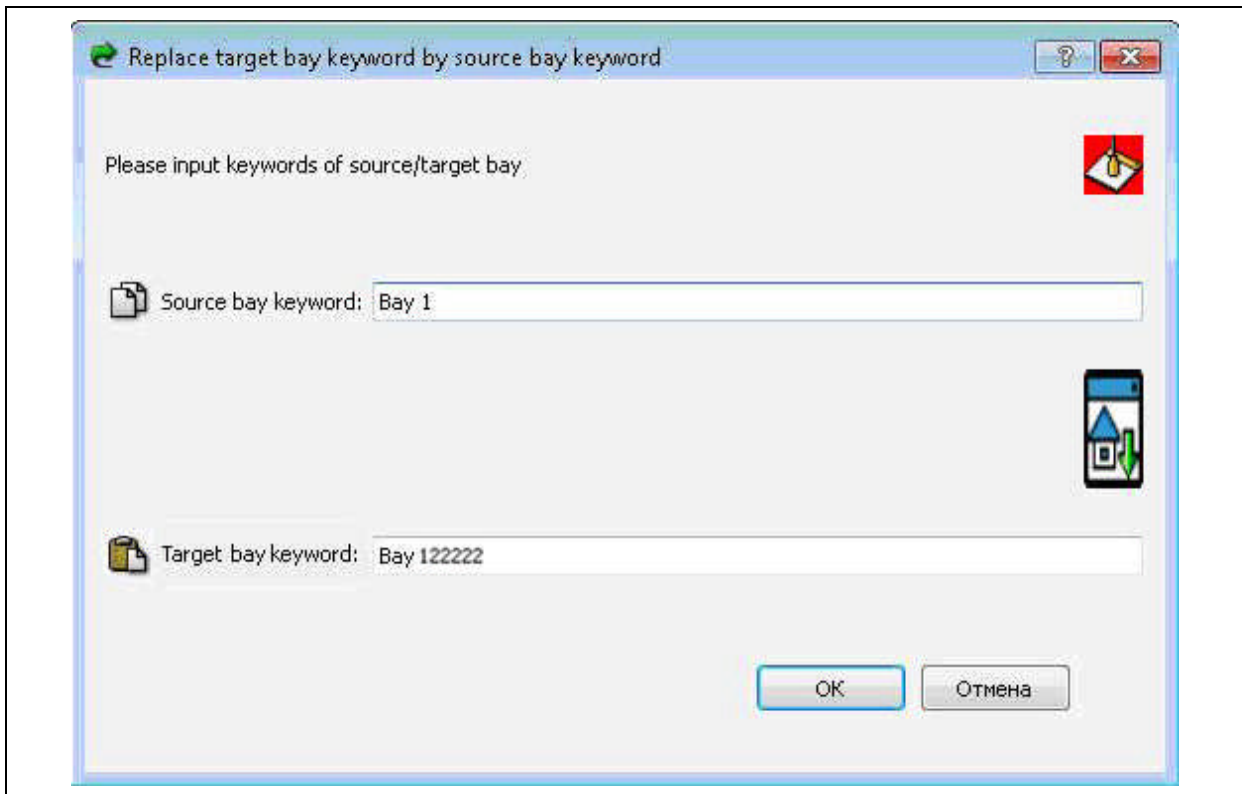 Replace target bay keyword by source bay keyword
Please input keywords of source/target bay
Source bay keyword: Bay 1
Target bay keyword: Bay 122222
OK Отмена